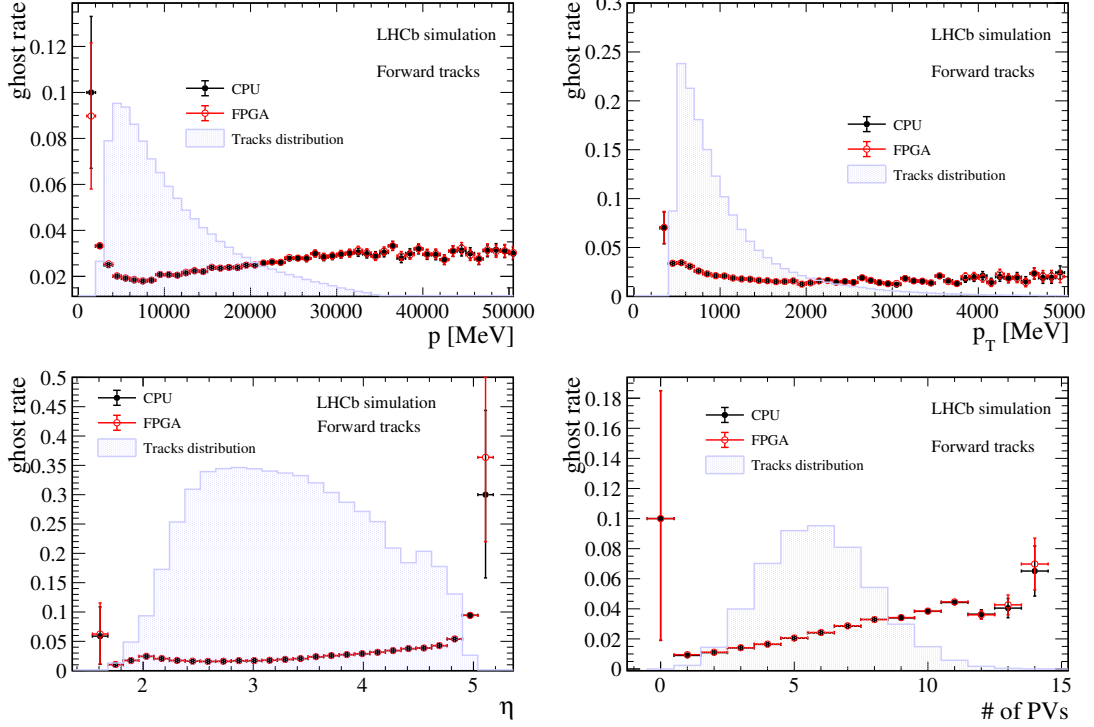 ghost rate
0.12
0.1
0.08
0.06
0.04
0.02
LHCb simulation
Forward tracks
CPU
FPGA
Tracks distribution
0 10000 20000 30000 40000 50000
p [MeV]
ghost rate
0.3
0.25
0.2
0.15
0.1
0.05
0
LHCb simulation
Forward tracks
CPU
FPGA
Tracks distribution
0 1000 2000 3000 4000 5000
p_T [MeV]
ghost rate
0.5
0.45
0.4
0.35
0.3
0.25
0.2
0.15
0.1
0.05
0
CPU
FPGA
Tracks distribution
LHCb simulation
Forward tracks
2 3 4 5
η
ghost rate
0.18
0.16
0.14
0.12
0.1
0.08
0.06
0.04
0.02
0
CPU
FPGA
Tracks distribution
LHCb simulation
Forward tracks
0 5 10 15
# of PVs